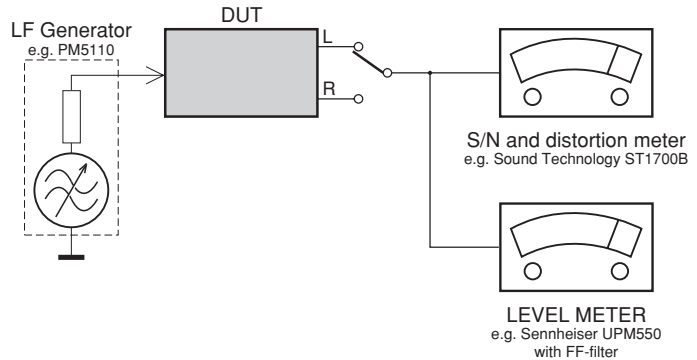 DUT
LF Generator
e.g. PM5110
L
R
S/N and distortion meter
e.g. Sound Technology ST1700B
LEVEL METER
e.g. Sennheiser UPM550
with FF-filter